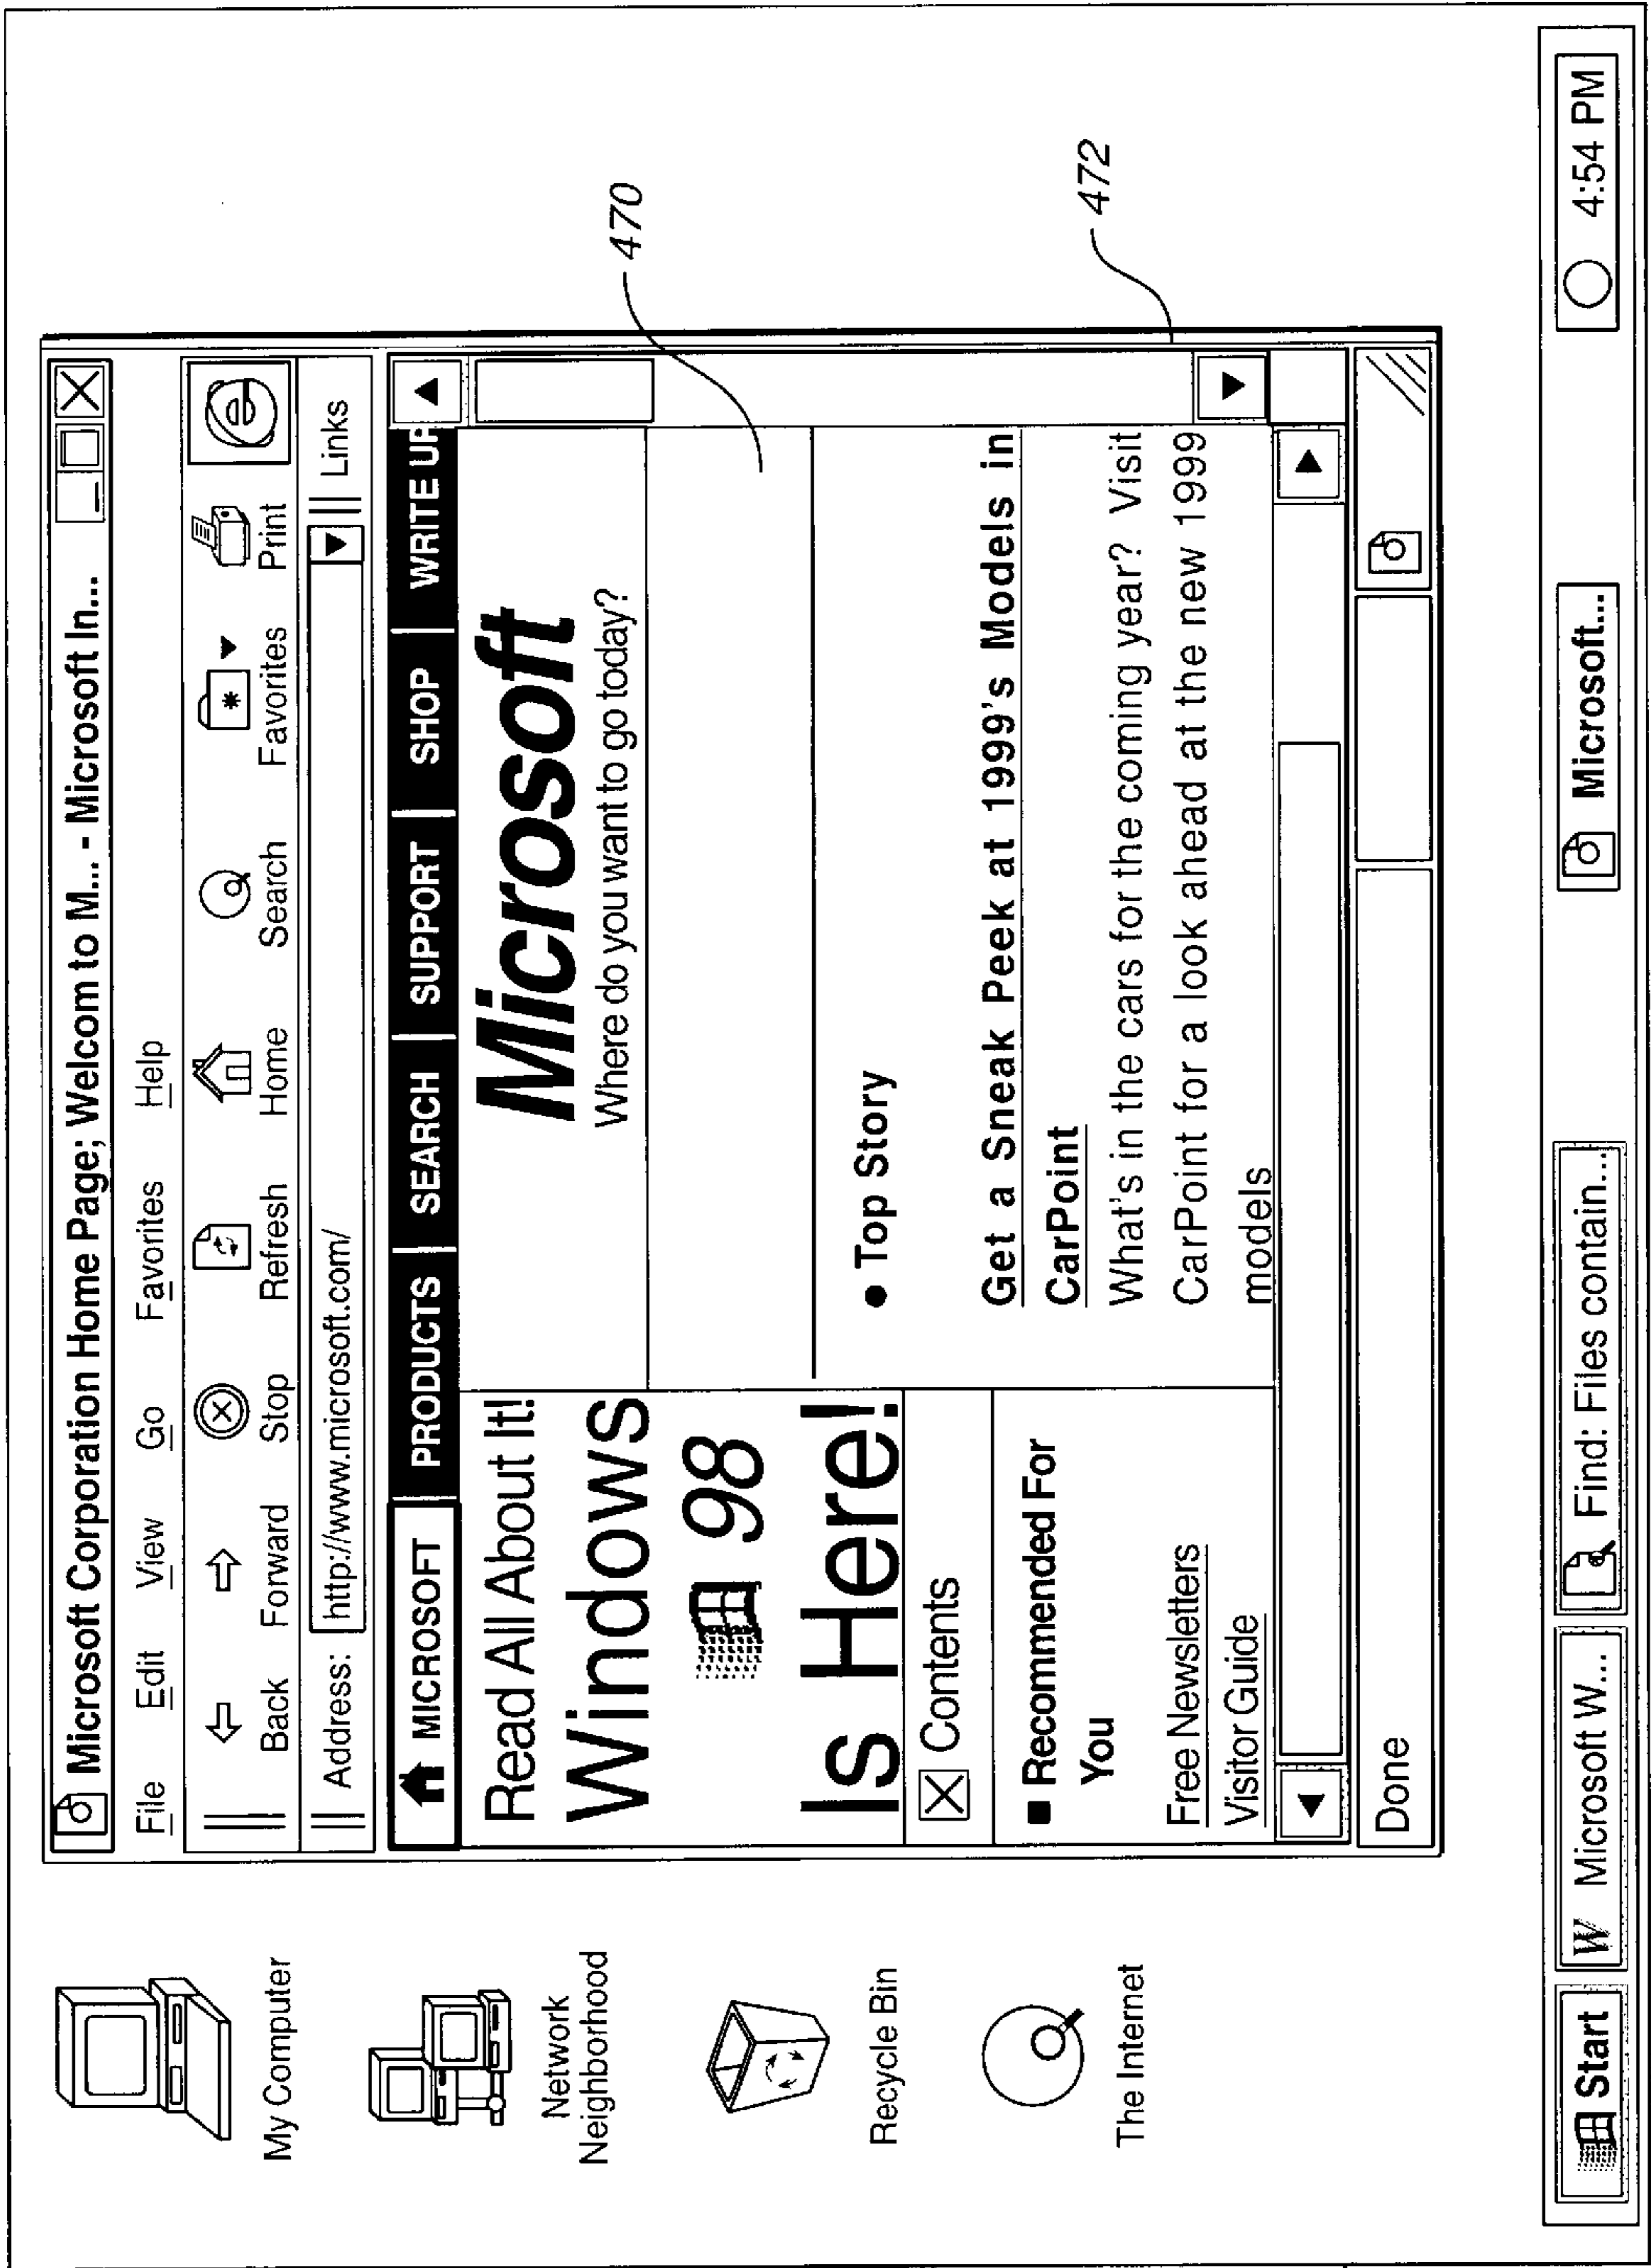 Microsoft Corporation Home Page; Welcom to M... - Microsoft In...
File Edit View Go Favorites Help
Back Forward Stop Refresh Home Search Favorites Print
Address: http://www.microsoft.com/ Links
MICROSOFT PRODUCTS SEARCH SUPPORT SHOP WRITE UP
Read All About It!
Windows
98
Is Here!
Contents
Recommended For
You
Free Newsletters
Visitor Guide
Microsoft
Where do you want to go today?
• Top Story
Get a Sneak Peek at 1999's Models in
CarPoint
What's in the cars for the coming year? Visit
CarPoint for a look ahead at the new 1999
models
Done
470
472
My Computer
Network
Neighborhood
Recycle Bin
The Internet
Start W Microsoft W... Find: Files contain... Microsoft... 4:54 PM